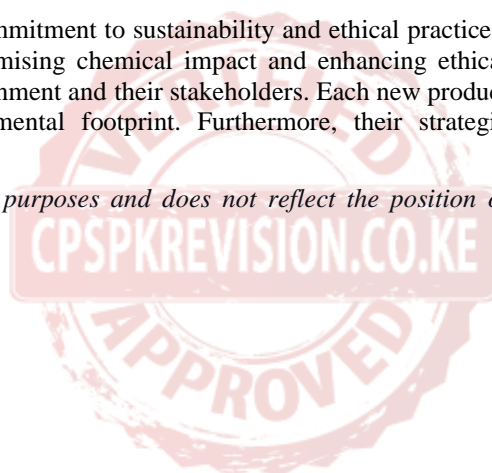 mmitment to sustainability and ethical practice
mising chemical impact and enhancing ethica
nment and their stakeholders. Each new produc
mental footprint. Furthermore, their strategi
purposes and does not reflect the position o
VERIFIED
CPSPKREVISION.CO.KE
APPROVED